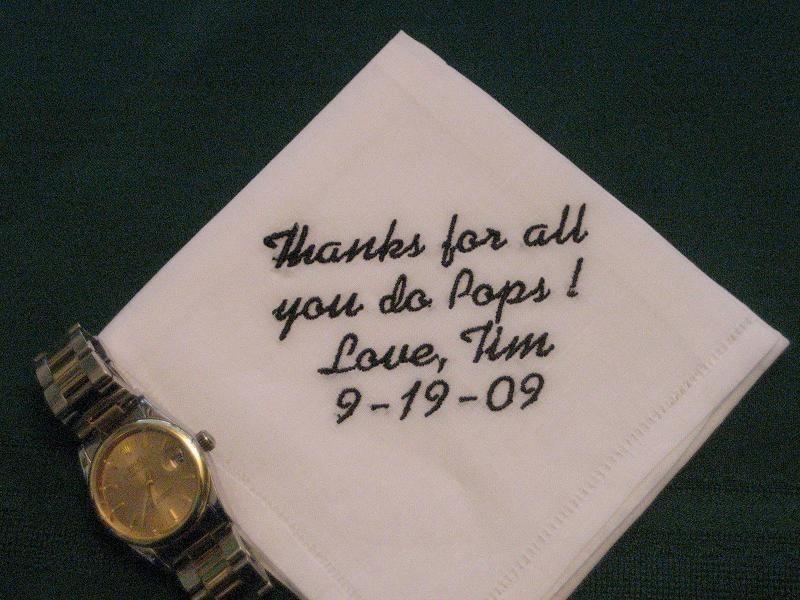 Thanks for all
you do Pops !
Love, Tim
9-19-09